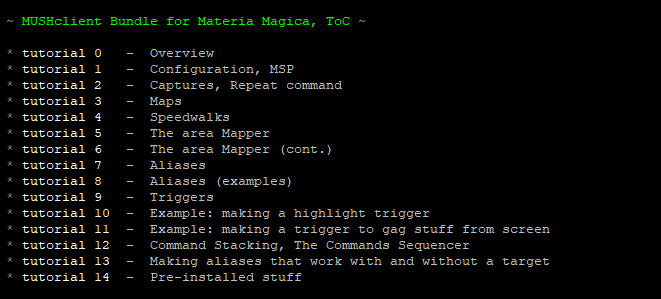 ~ MUSHclient Bundle for Materia Magica, ToC ~
* tutorial 0 - Overview
* tutorial 1 - Configuration, MSP
* tutorial 2 - Captures, Repeat command
* tutorial 3 - Maps
* tutorial 4 - Speedwalks
* tutorial 5 - The area Mapper
* tutorial 6 - The area Mapper (cont.)
* tutorial 7 - Aliases
* tutorial 8 - Aliases (examples)
* tutorial 9 - Triggers
* tutorial 10 - Example: making a highlight trigger
* tutorial 11 - Example: making a trigger to gag stuff from screen
* tutorial 12 - Command Stacking, The Commands Sequencer
* tutorial 13 - Making aliases that work with and without a target
* tutorial 14 - Pre-installed stuff